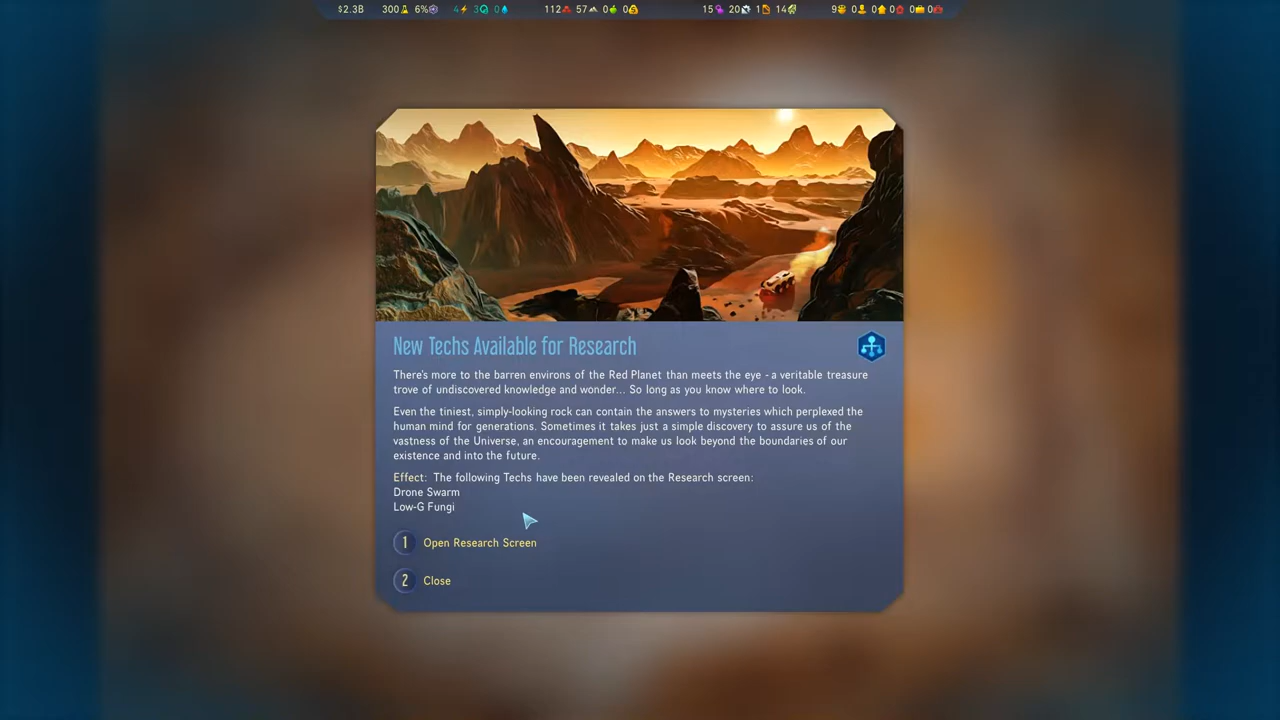 $2.3B 300 6% 4 3 0 112 57 0 0 15 20 1 14 9 0 0 0 0 0
New Techs Available for Research
There's more to the barren environs of the Red Planet than meets the eye - a veritable treasure
trove of undiscovered knowledge and wonder... So long as you know where to look.
Even the tiniest, simply-looking rock can contain the answers to mysteries which perplexed the
human mind for generations. Sometimes it takes just a simple discovery to assure us of the
vastness of the Universe, an encouragement to make us look beyond the boundaries of our
existence and into the future.
Effect: The following Techs have been revealed on the Research screen:
Drone Swarm
Low-G Fungi
1 Open Research Screen
2 Close